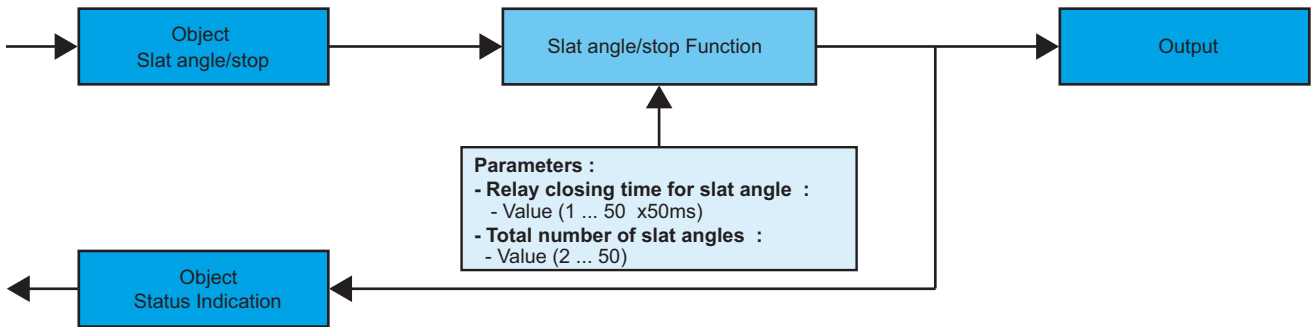 Object
Slat angle/stop
Slat angle/stop Function
Output
Parameters :
- Relay closing time for slat angle :
- Value (1 ... 50 x50ms)
- Total number of slat angles :
- Value (2 ... 50)
Object
Status Indication